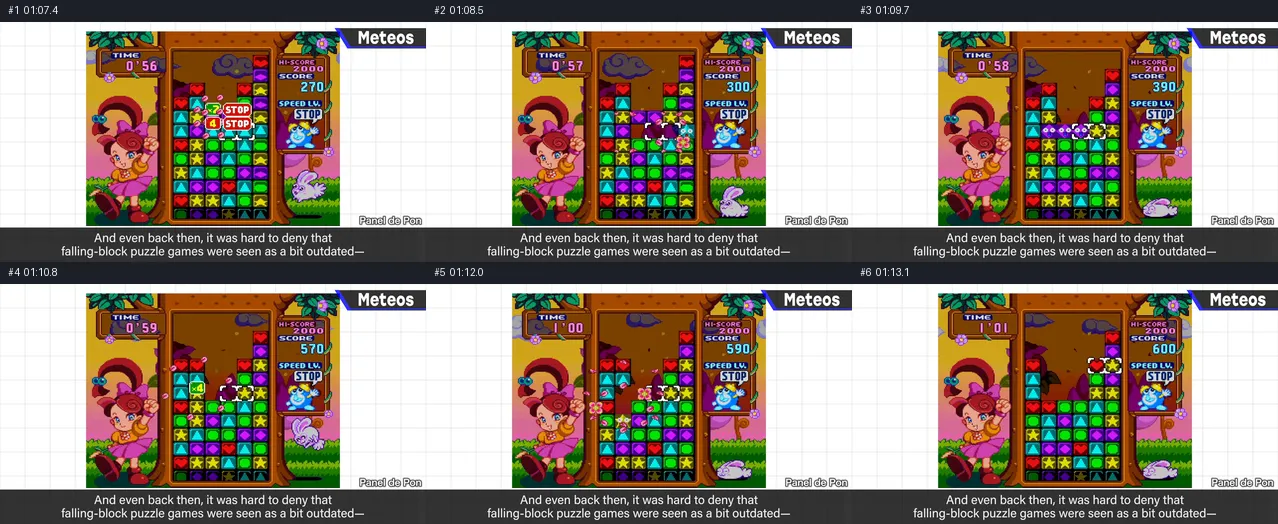 #1 01:07.4
Meteos
TIME
0'56
HI-SCORE
2000
SCORE
270
SPEED LV.
STOP
×2 STOP
4 STOP
Panel de Pon
And even back then, it was hard to deny that
falling-block puzzle games were seen as a bit outdated—
#2 01:08.5
Meteos
TIME
0'57
HI-SCORE
2000
SCORE
300
SPEED LV.
STOP
Panel de Pon
And even back then, it was hard to deny that
falling-block puzzle games were seen as a bit outdated—
#3 01:09.7
Meteos
TIME
0'58
HI-SCORE
2000
SCORE
390
SPEED LV.
STOP
Panel de Pon
And even back then, it was hard to deny that
falling-block puzzle games were seen as a bit outdated—
#4 01:10.8
Meteos
TIME
0'59
HI-SCORE
2000
SCORE
570
SPEED LV.
STOP
×4
Panel de Pon
And even back then, it was hard to deny that
falling-block puzzle games were seen as a bit outdated—
#5 01:12.0
Meteos
TIME
1'00
HI-SCORE
2000
SCORE
590
SPEED LV.
STOP
Panel de Pon
And even back then, it was hard to deny that
falling-block puzzle games were seen as a bit outdated—
#6 01:13.1
Meteos
TIME
1'01
HI-SCORE
2000
SCORE
600
SPEED LV.
STOP
Panel de Pon
And even back then, it was hard to deny that
falling-block puzzle games were seen as a bit outdated—